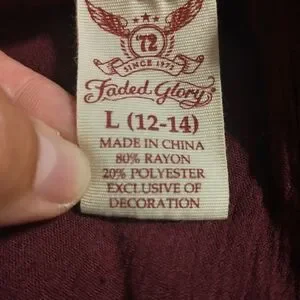 '72
SINCE 1972
Faded Glory
L (12-14)
MADE IN CHINA
80% RAYON
20% POLYESTER
EXCLUSIVE OF
DECORATION